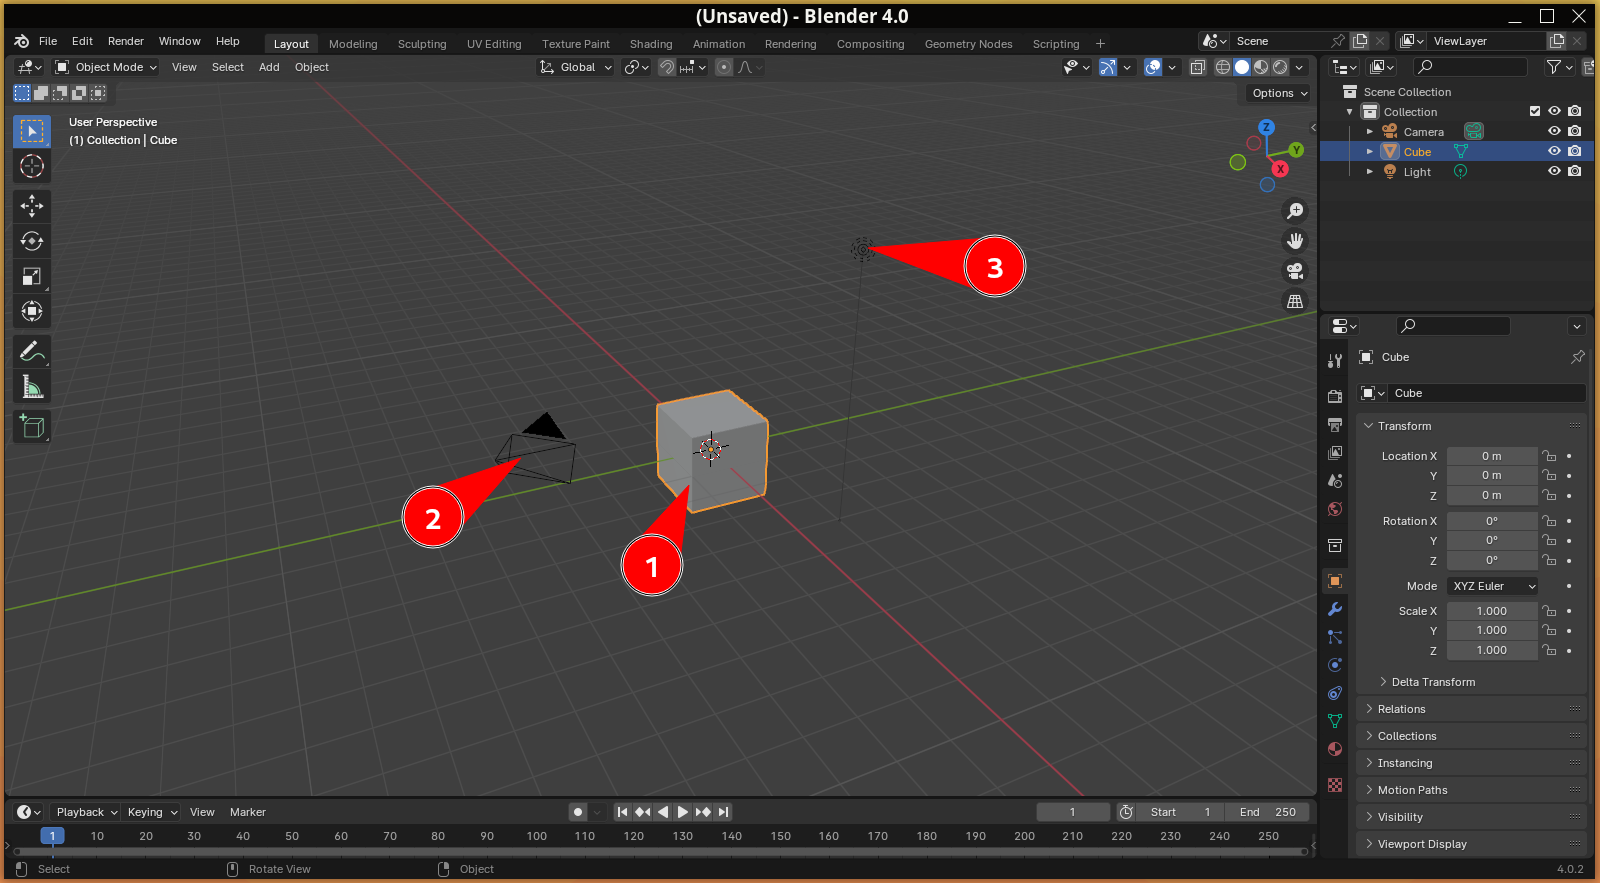 (Unsaved) - Blender 4.0
File Edit Render Window Help Layout Modeling Sculpting UV Editing Texture Paint Shading Animation Rendering Compositing Geometry Nodes Scripting + Scene ViewLayer
Object Mode View Select Add Object Global
Options
User Perspective
(1) Collection | Cube
Z
Y
X
3
2
1
Scene Collection
Collection
Camera
Cube
Light
Cube
Cube
Transform
Location X 0 m
Y 0 m
Z 0 m
Rotation X 0°
Y 0°
Z 0°
Mode XYZ Euler
Scale X 1.000
Y 1.000
Z 1.000
Delta Transform
Relations
Collections
Instancing
Motion Paths
Visibility
Viewport Display
Playback Keying View Marker 1 Start 1 End 250
1 10 20 30 40 50 60 70 80 90 100 110 120 130 140 150 160 170 180 190 200 210 220 230 240 250
Select Rotate View Object 4.0.2